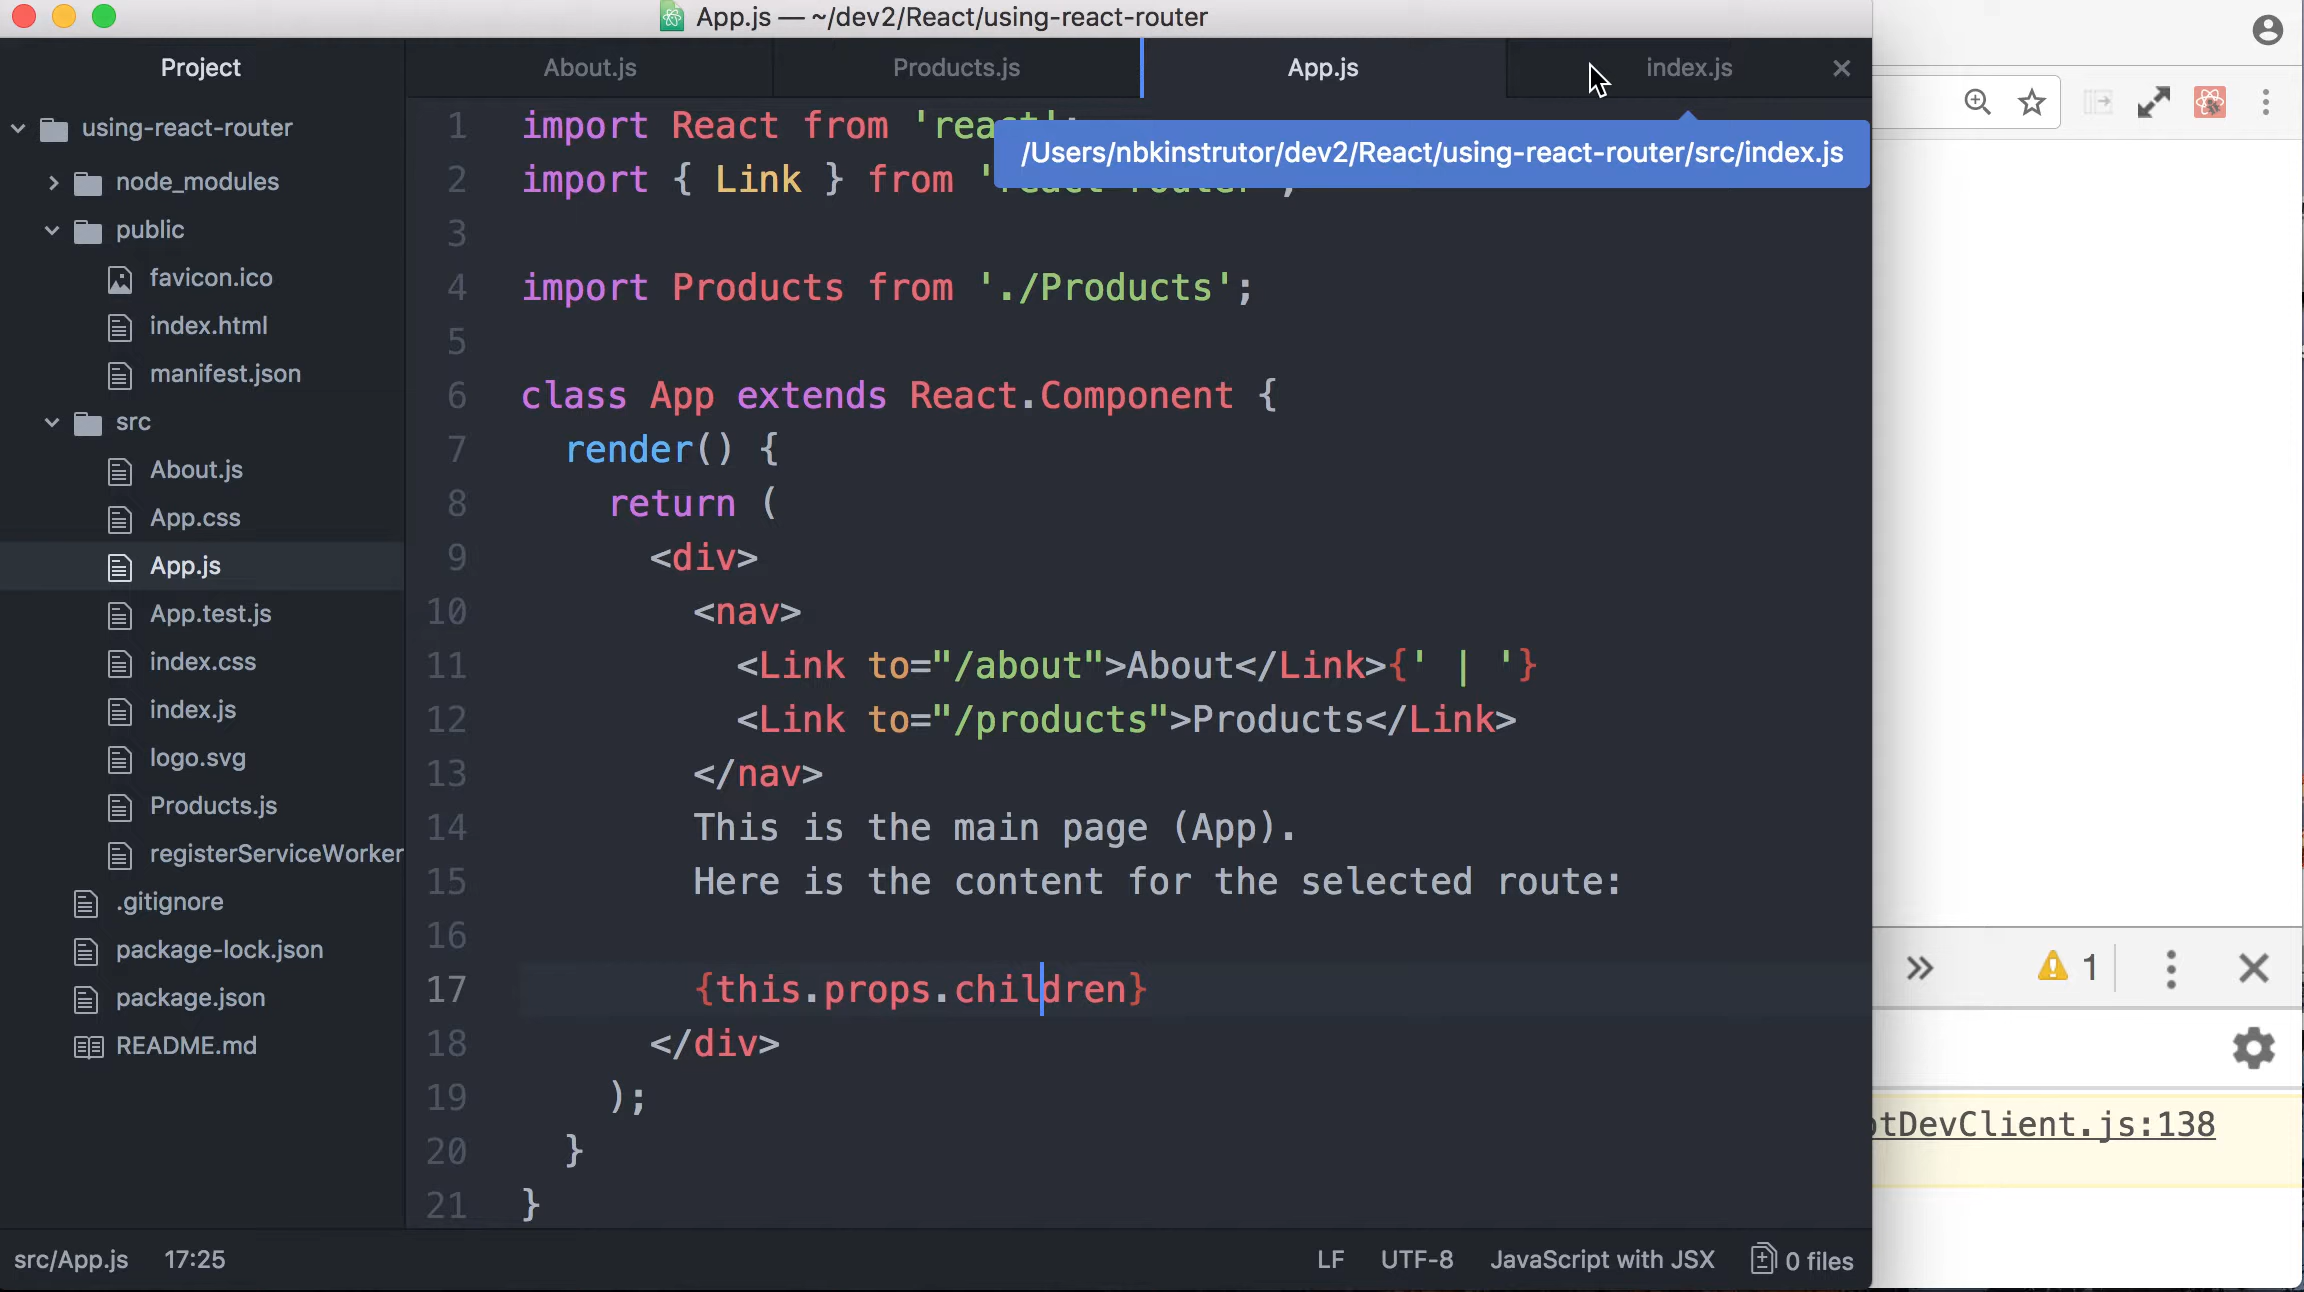 App.js — ~/dev2/React/using-react-router
Project
About.js
Products.js
App.js
index.js
/Users/nbkinstrutor/dev2/React/using-react-router/src/index.js
using-react-router
node_modules
public
favicon.ico
index.html
manifest.json
src
About.js
App.css
App.js
App.test.js
index.css
index.js
logo.svg
Products.js
registerServiceWorker
.gitignore
package-lock.json
package.json
README.md
1 import React from 'react';
2 import { Link } from 'react-router';
3
4 import Products from './Products';
5
6 class App extends React.Component {
7 render() {
8 return (
9 <div>
10 <nav>
11 <Link to="/about">About</Link>{' | '}
12 <Link to="/products">Products</Link>
13 </nav>
14 This is the main page (App).
15 Here is the content for the selected route:
16
17 {this.props.children}
18 </div>
19 );
20 }
21 }
1
tDevClient.js:138
src/App.js 17:25
LF UTF-8 JavaScript with JSX 0 files